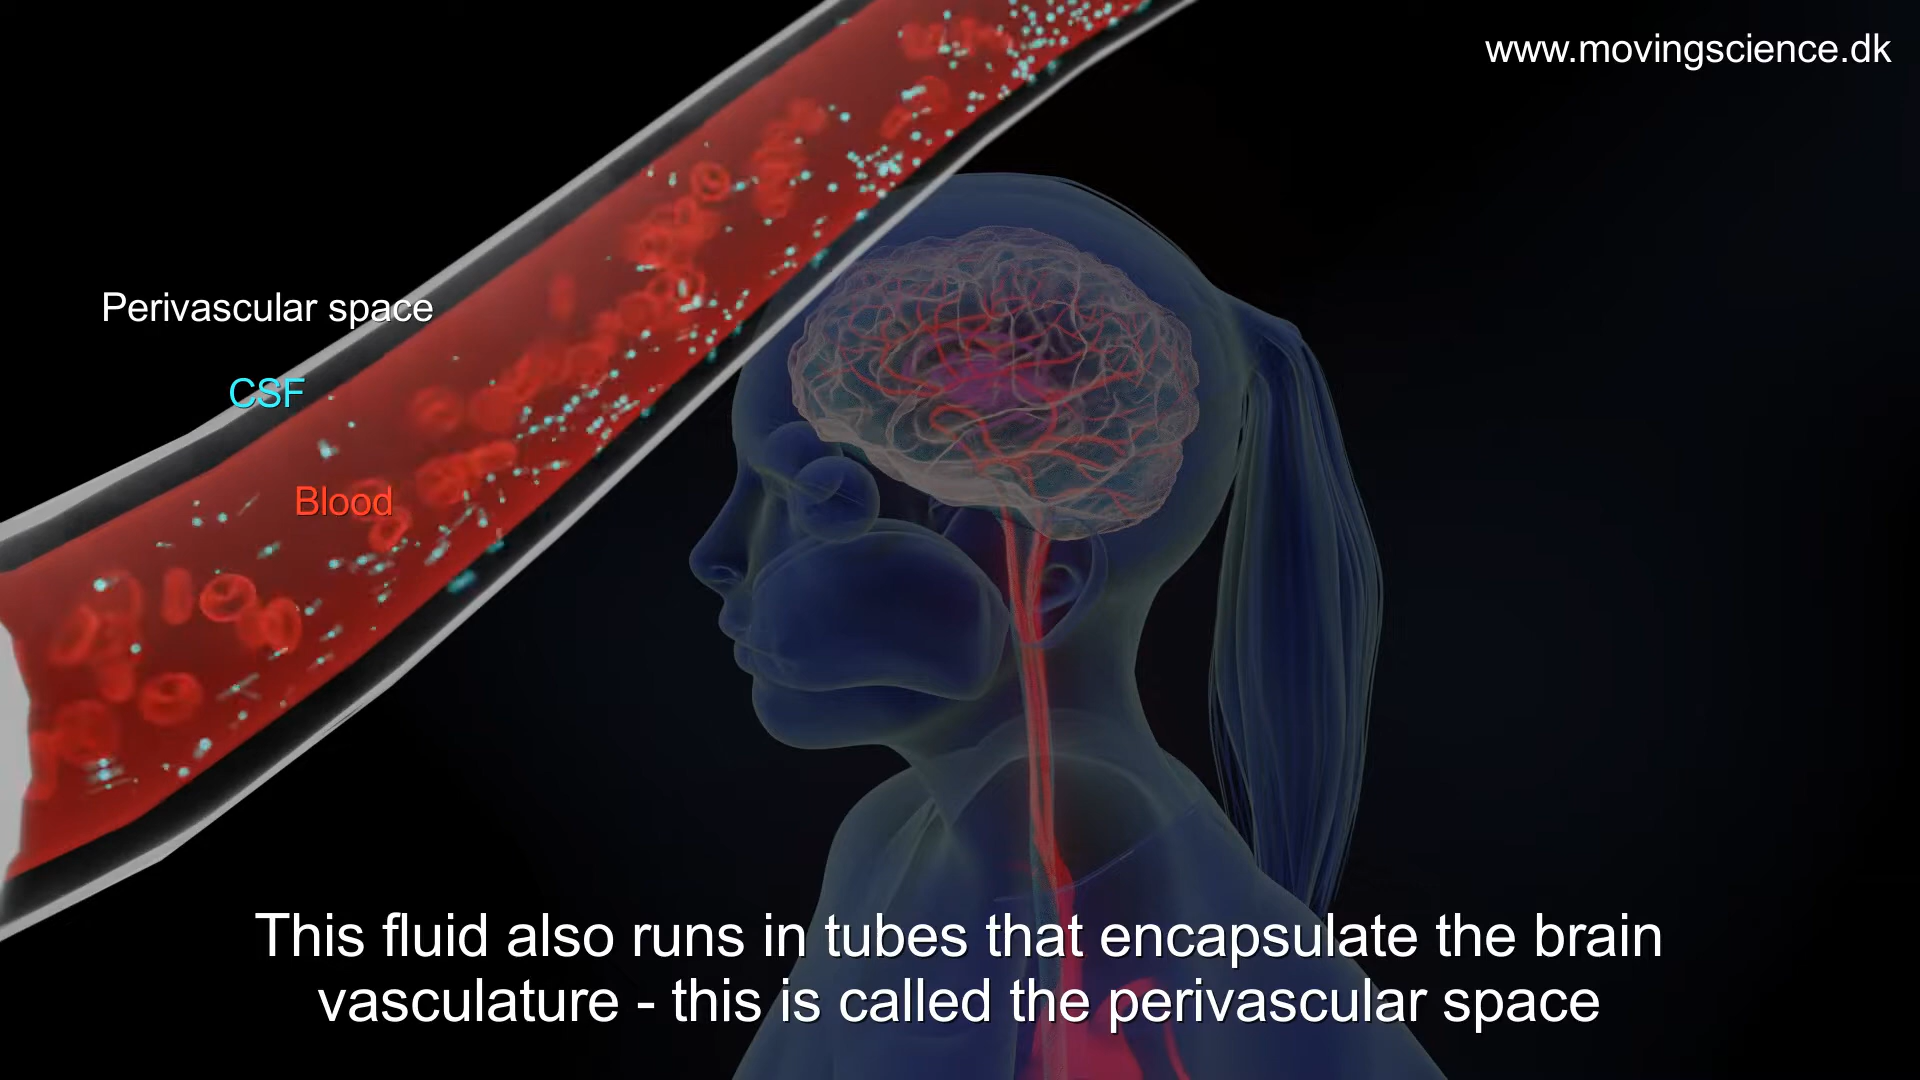 www.movingscience.dk
Perivascular space
CSF
Blood
This fluid also runs in tubes that encapsulate the brain
vasculature - this is called the perivascular space